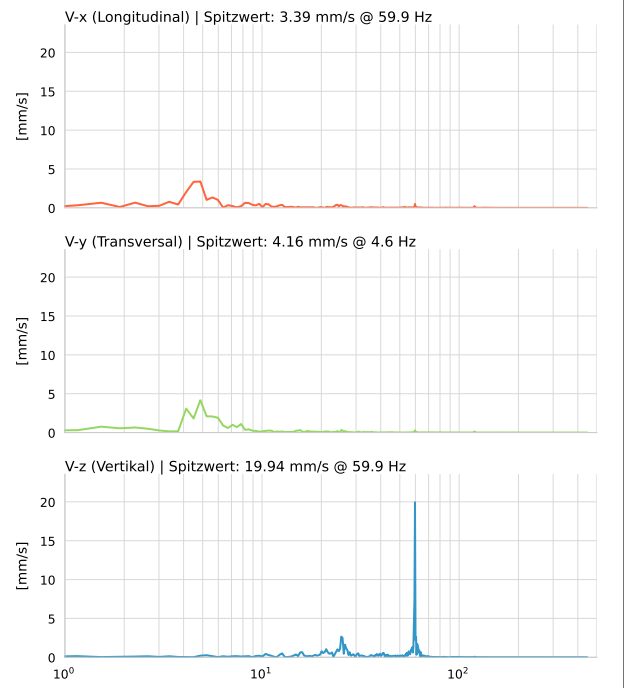 V-x (Longitudinal) | Spitzwert: 3.39 mm/s @ 59.9 Hz
20
15
[mm/s]
10
5
0
V-y (Transversal) | Spitzwert: 4.16 mm/s @ 4.6 Hz
20
15
[mm/s]
10
5
0
V-z (Vertikal) | Spitzwert: 19.94 mm/s @ 59.9 Hz
20
15
[mm/s]
10
5
0
10⁰ 10¹ 10²